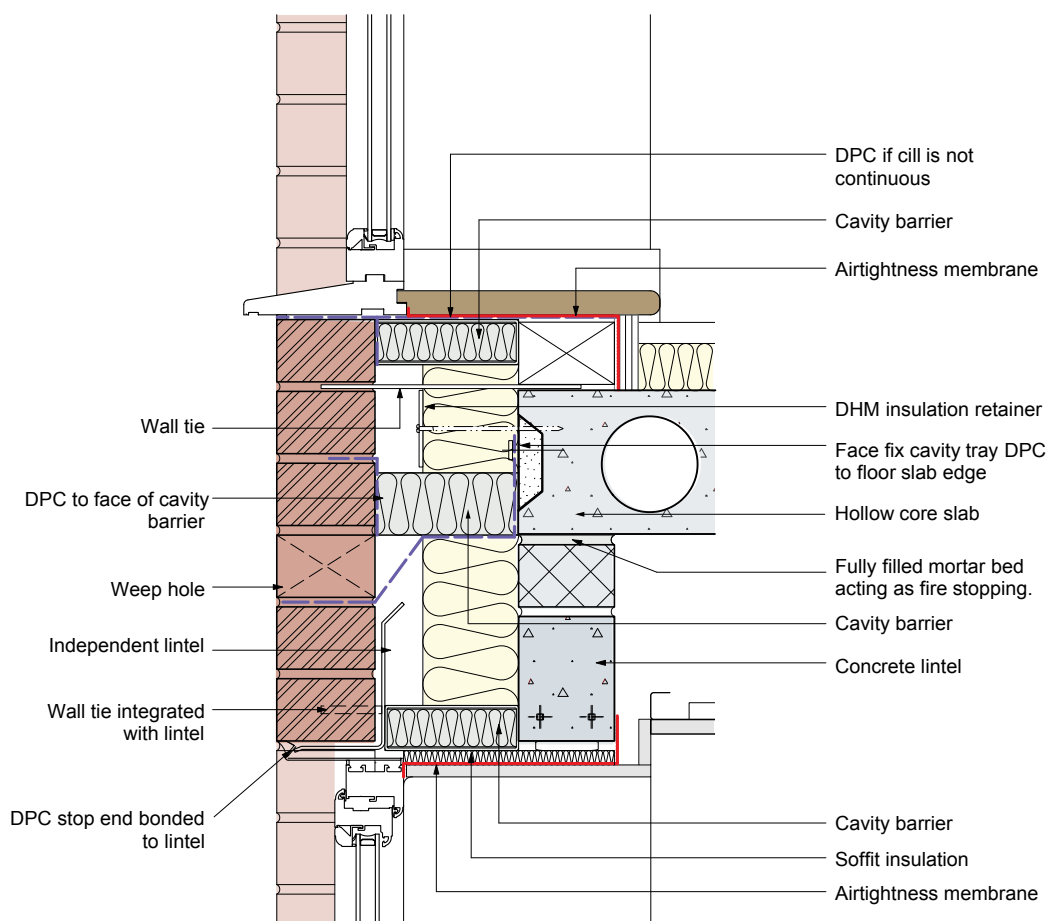 DPC if cill is not
continuous
Cavity barrier
Airtightness membrane
DHM insulation retainer
Face fix cavity tray DPC
to floor slab edge
Hollow core slab
Fully filled mortar bed
acting as fire stopping.
Cavity barrier
Concrete lintel
Cavity barrier
Soffit insulation
Airtightness membrane
Wall tie
DPC to face of cavity
barrier
Weep hole
Independent lintel
Wall tie integrated
with lintel
DPC stop end bonded
to lintel